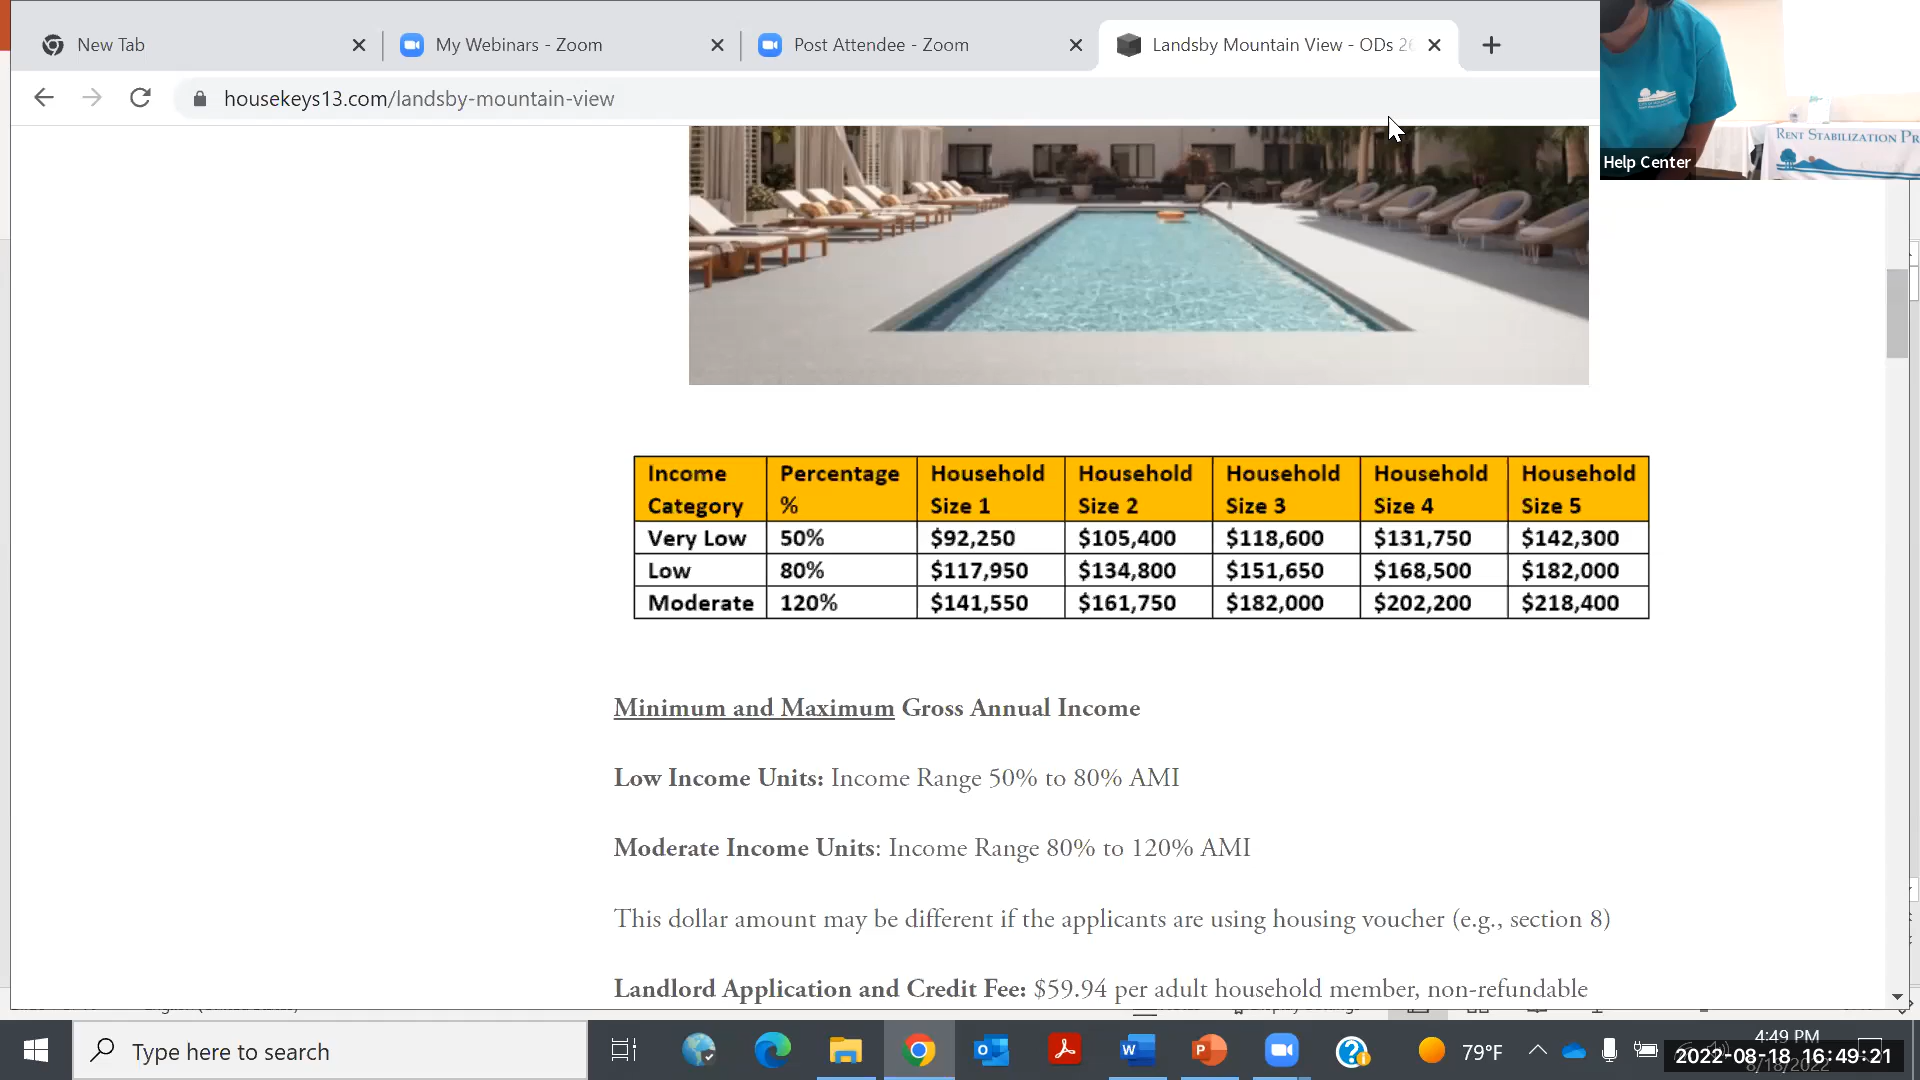 New Tab
My Webinars - Zoom
Post Attendee - Zoom
Landsby Mountain View - ODs 26
housekeys13.com/landsby-mountain-view
RENT STABILIZATION PR
Help Center
Income Category Percentage % Household Size 1 Household Size 2 Household Size 3 Household Size 4 Household Size 5
Very Low 50% $92,250 $105,400 $118,600 $131,750 $142,300
Low 80% $117,950 $134,800 $151,650 $168,500 $182,000
Moderate 120% $141,550 $161,750 $182,000 $202,200 $218,400
Minimum and Maximum Gross Annual Income
Low Income Units: Income Range 50% to 80% AMI
Moderate Income Units: Income Range 80% to 120% AMI
This dollar amount may be different if the applicants are using housing voucher (e.g., section 8)
Landlord Application and Credit Fee: $59.94 per adult household member, non-refundable
Type here to search
79°F
4:49 PM
8/18/2022
2022-08-18 16:49:21